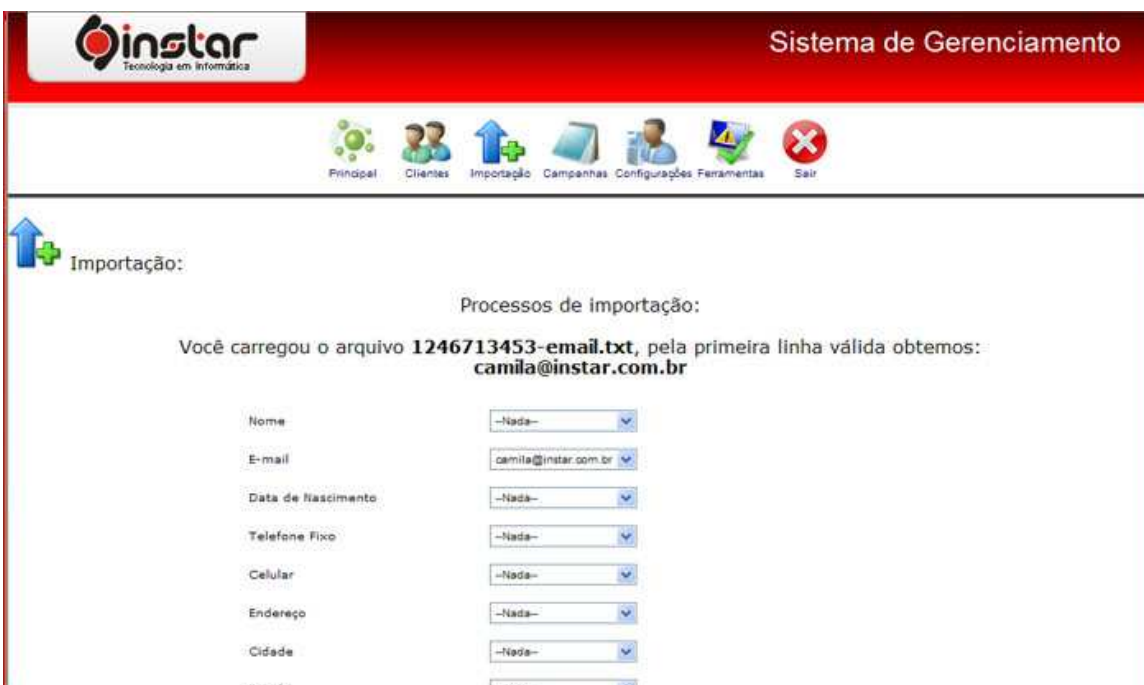 instar
Tecnologia em Informática
Sistema de Gerenciamento
Principal Clientes Importação Campanhas Configurações Ferramentas Sair
Importação:
Processos de importação:
Você carregou o arquivo 1246713453-email.txt, pela primeira linha válida obtemos:
camila@instar.com.br
Nome --Nada--
E-mail camila@instar.com.br
Data de Nascimento --Nada--
Telefone Fixo --Nada--
Celular --Nada--
Endereço --Nada--
Cidade --Nada--